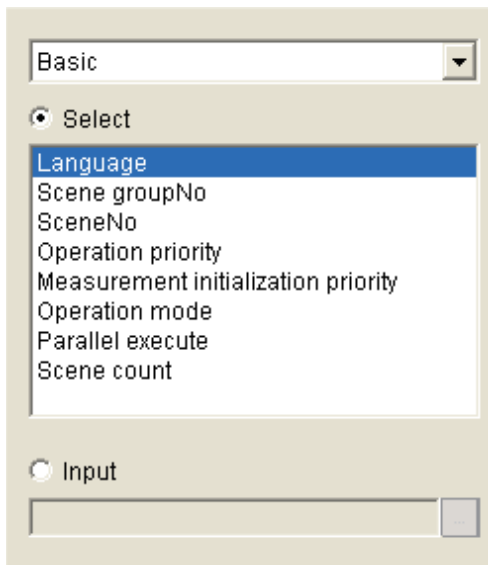 Basic
Select
Language
Scene groupNo
SceneNo
Operation priority
Measurement initialization priority
Operation mode
Parallel execute
Scene count
Input
...